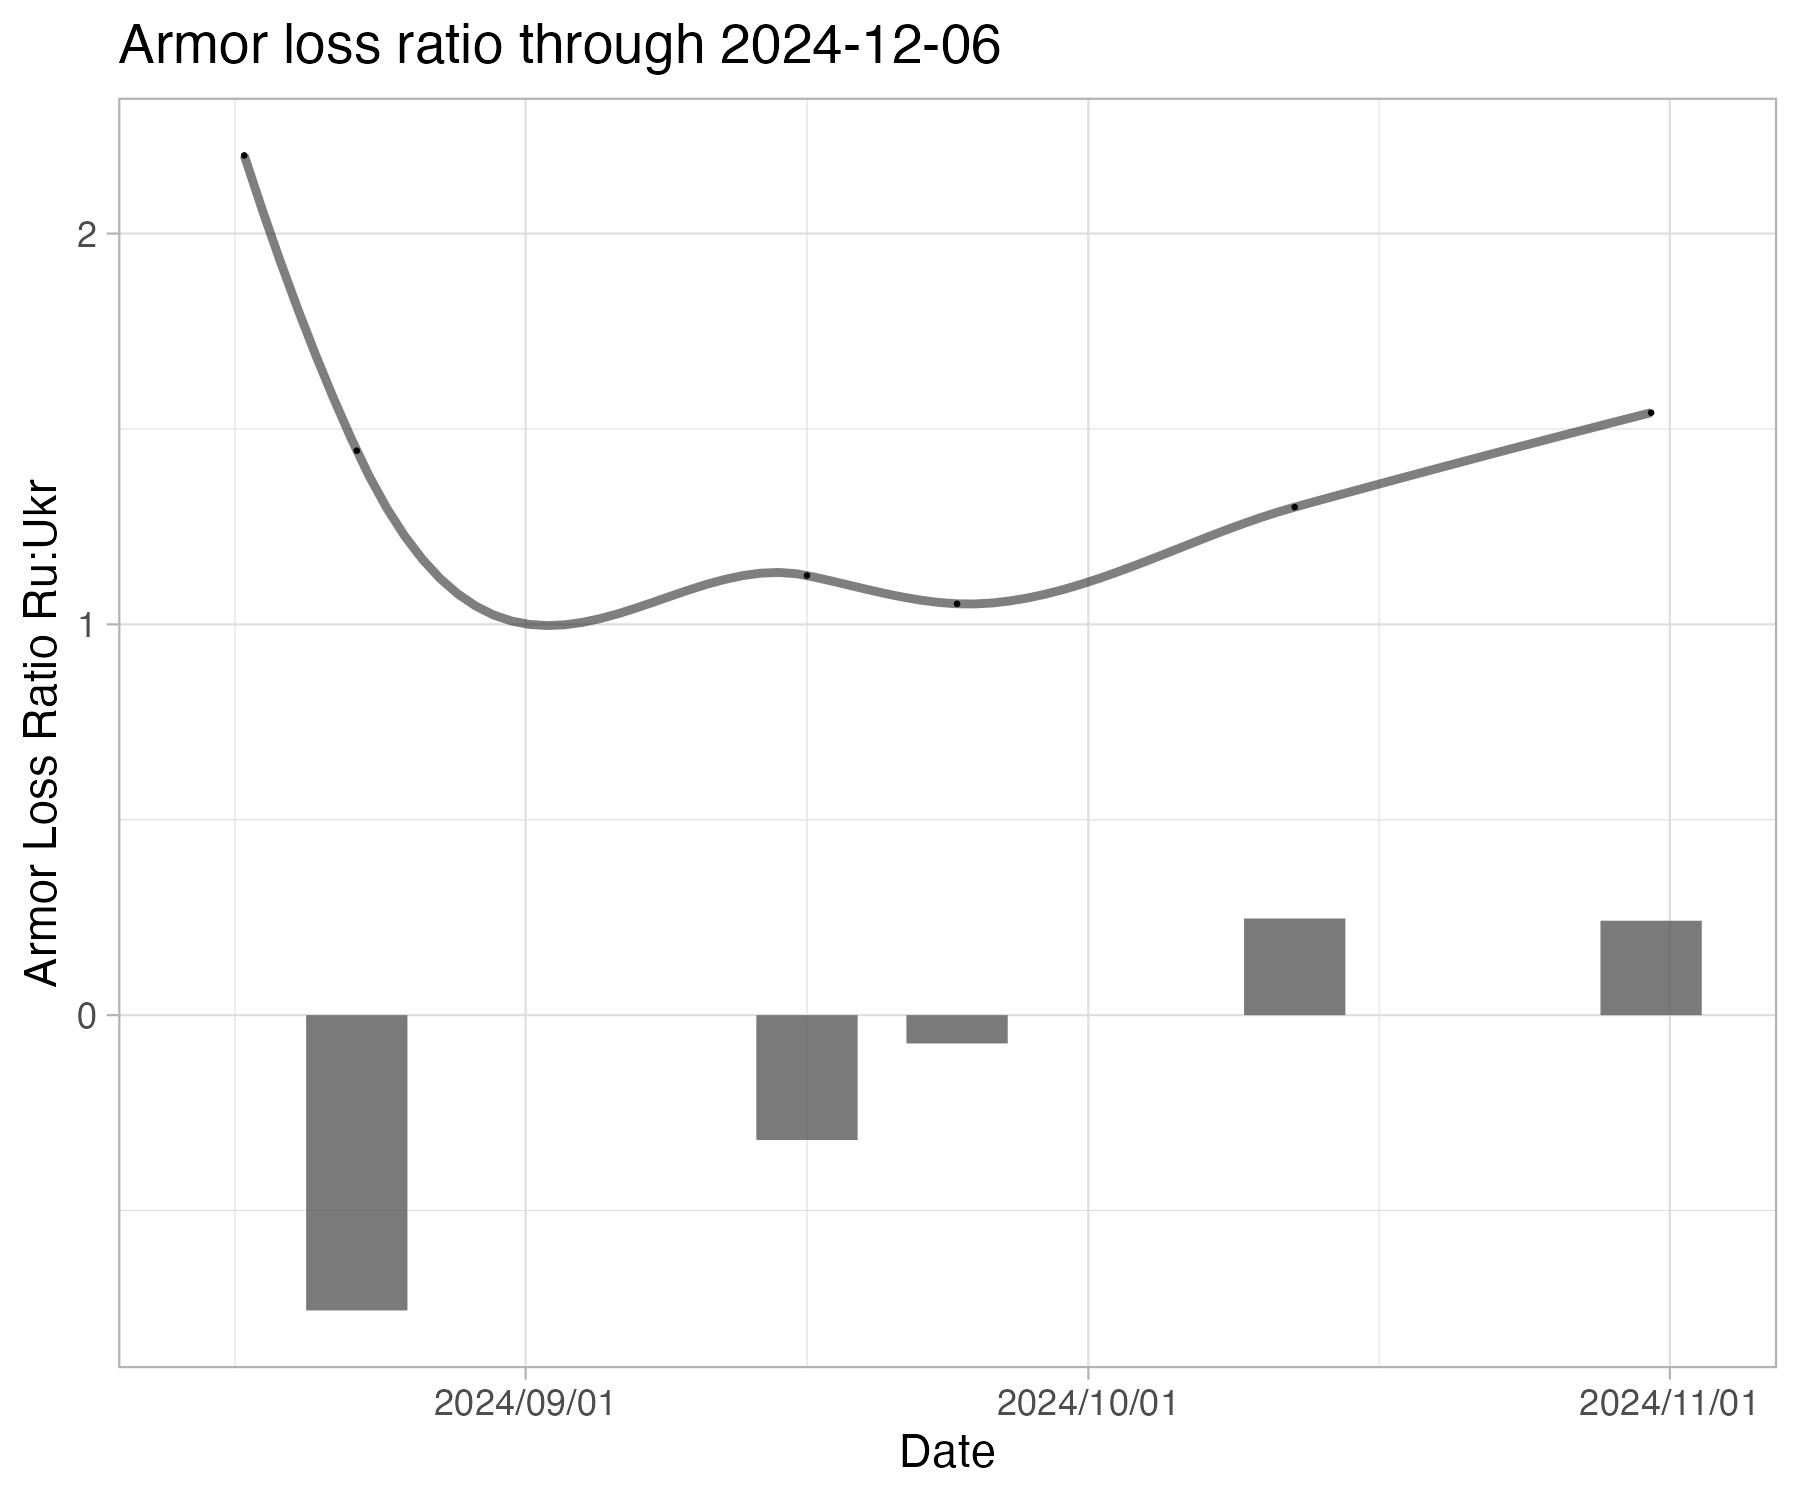 Armor loss ratio through 2024-12-06
Armor Loss Ratio Ru:Ukr
2
1
0
2024/09/01
2024/10/01
2024/11/01
Date